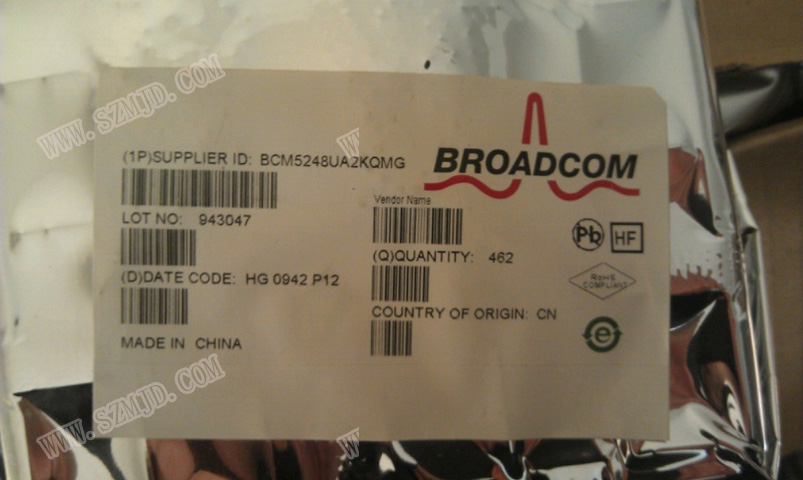 WWW.SZMJD.COM
(1P)SUPPLIER ID: BCM5248UA2KQMG
BROADCOM
Vendor Name
LOT NO: 943047
(Q)QUANTITY: 462
(D)DATE CODE: HG 0942 P12
COUNTRY OF ORIGIN: CN
MADE IN CHINA
Pb
HF
RoHS
COMPLIANT
e
WWW.SZMJD.COM
W
W